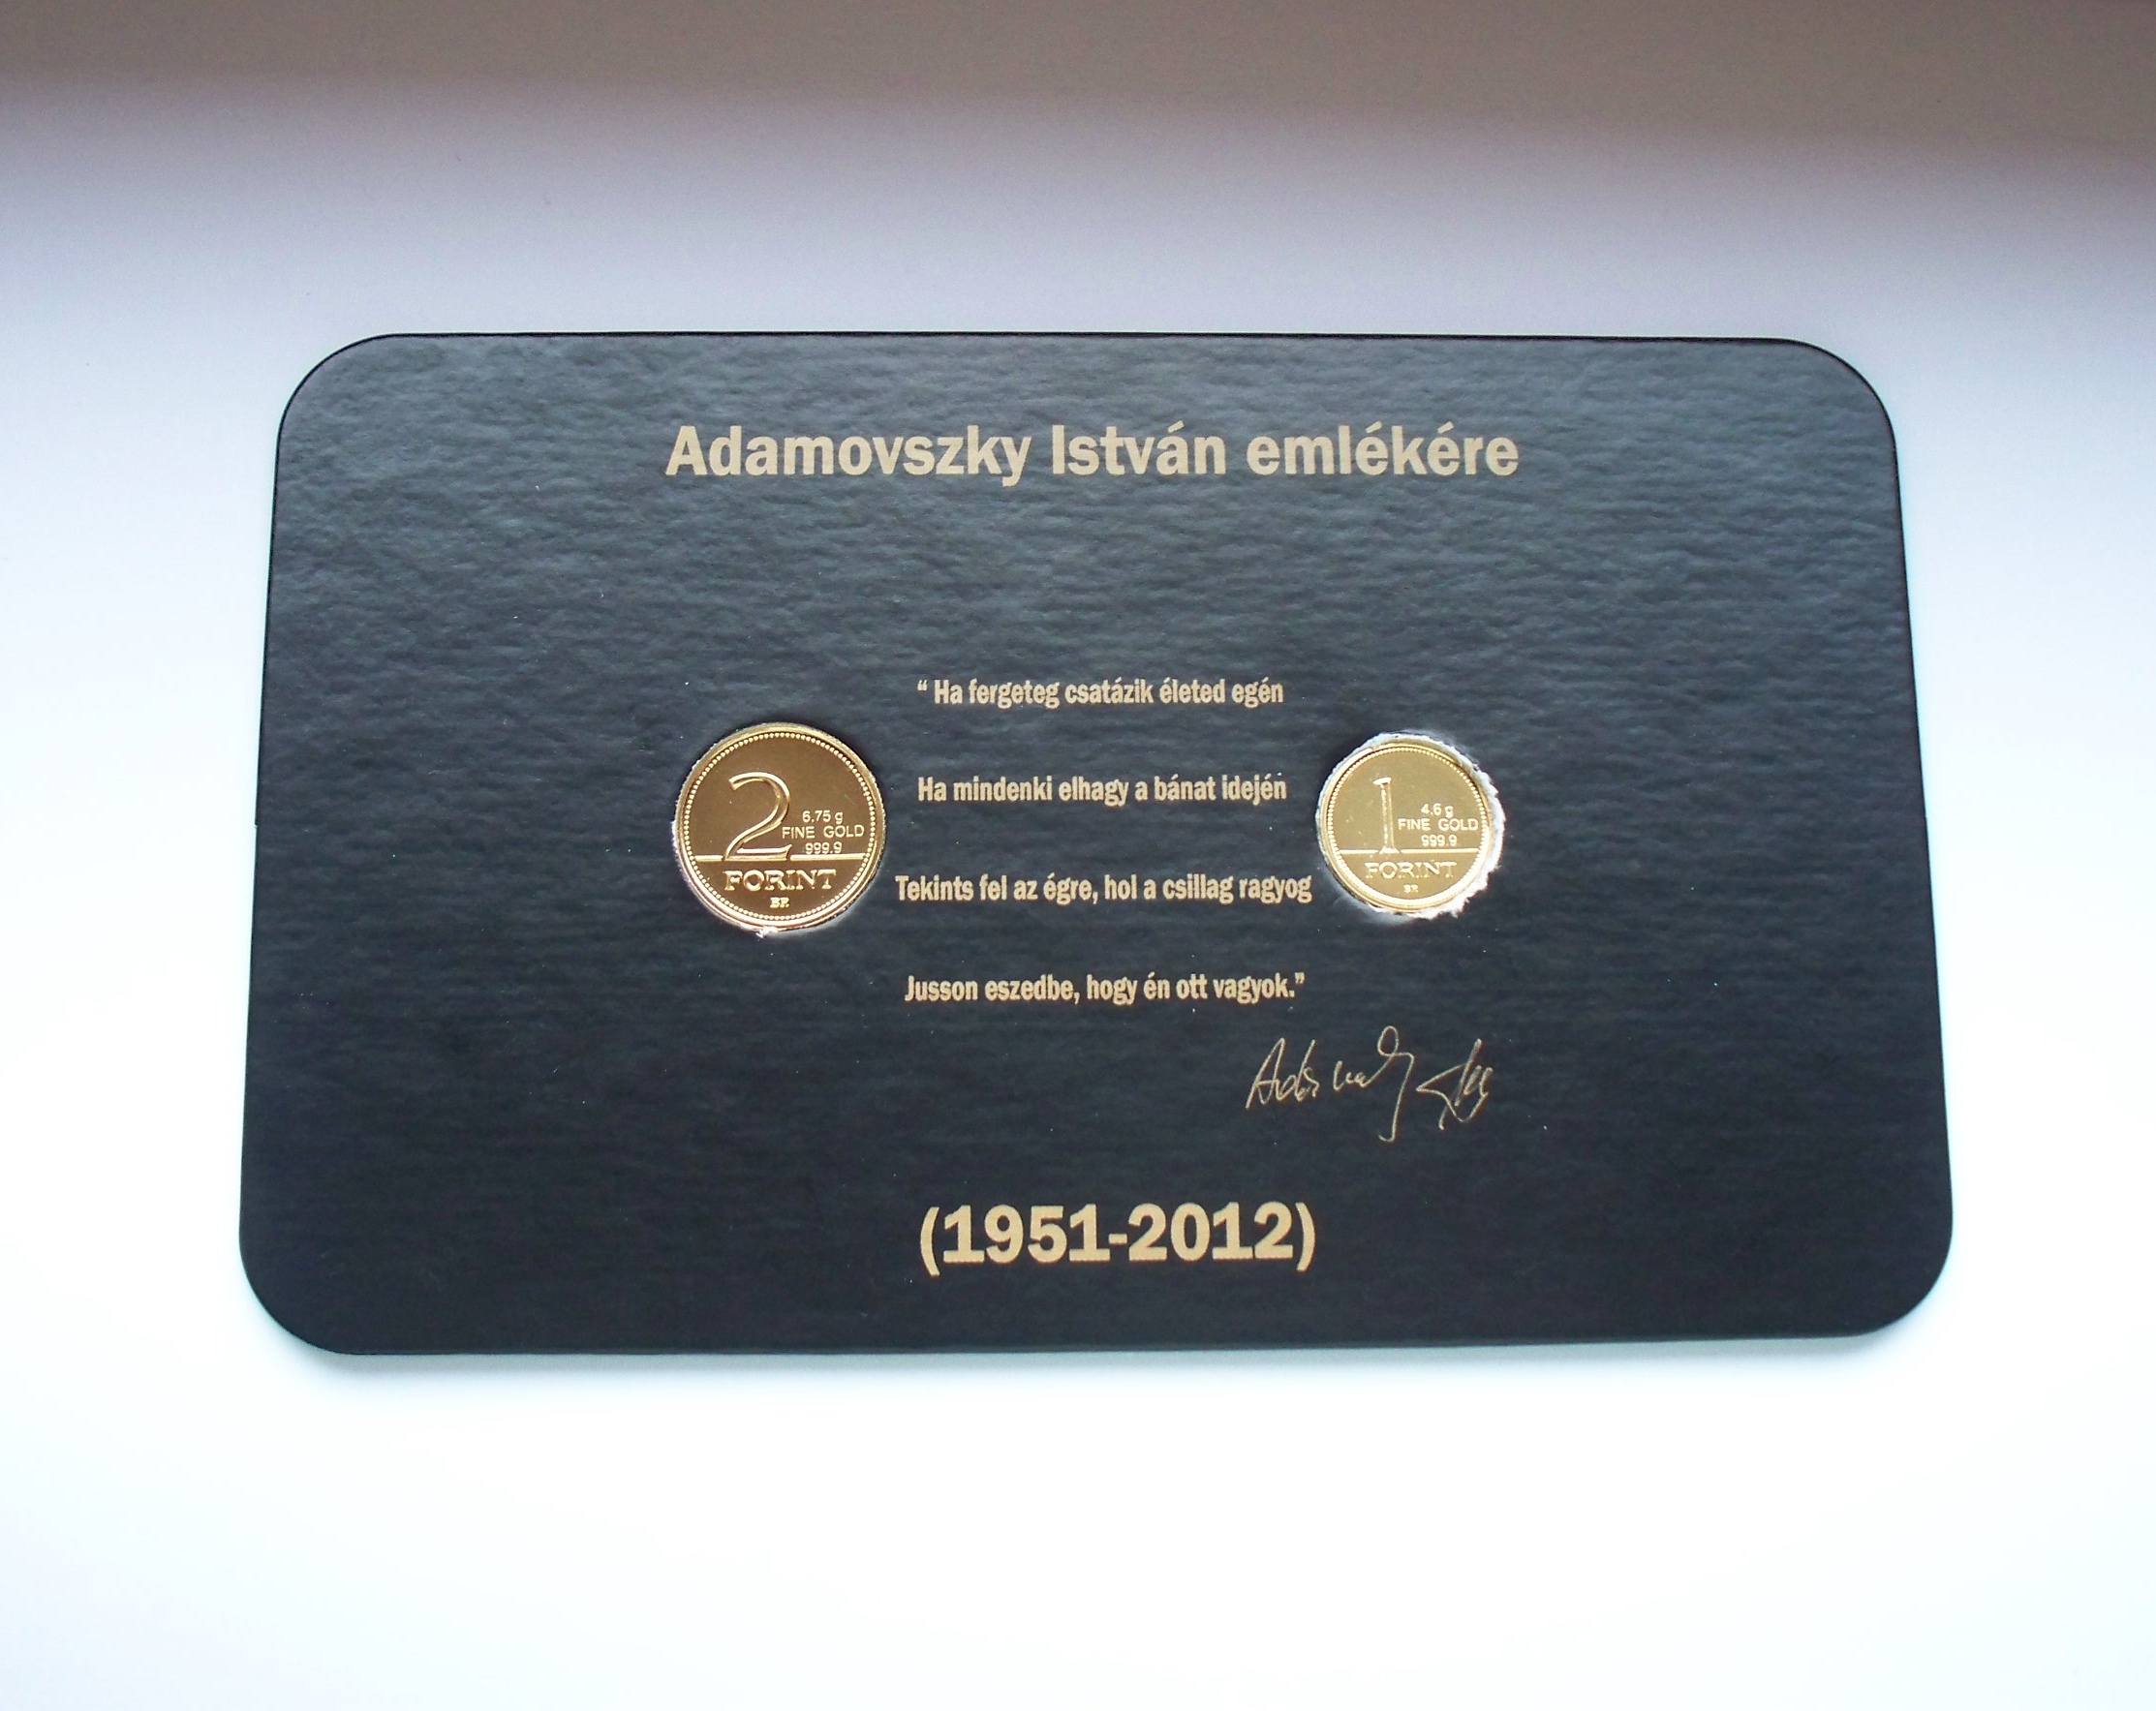 Adamovszky István emlékére
“ Ha fergeteg csatázik életed egén
Ha mindenki elhagy a bánat idején
Tekints fel az égre, hol a csillag ragyog
Jusson eszedbe, hogy én ott vagyok.”
2
6.75 g
FINE GOLD
999.9
FORINT
BP.
1
4.6 g
FINE GOLD
999.9
FORINT
BP.
(1951-2012)